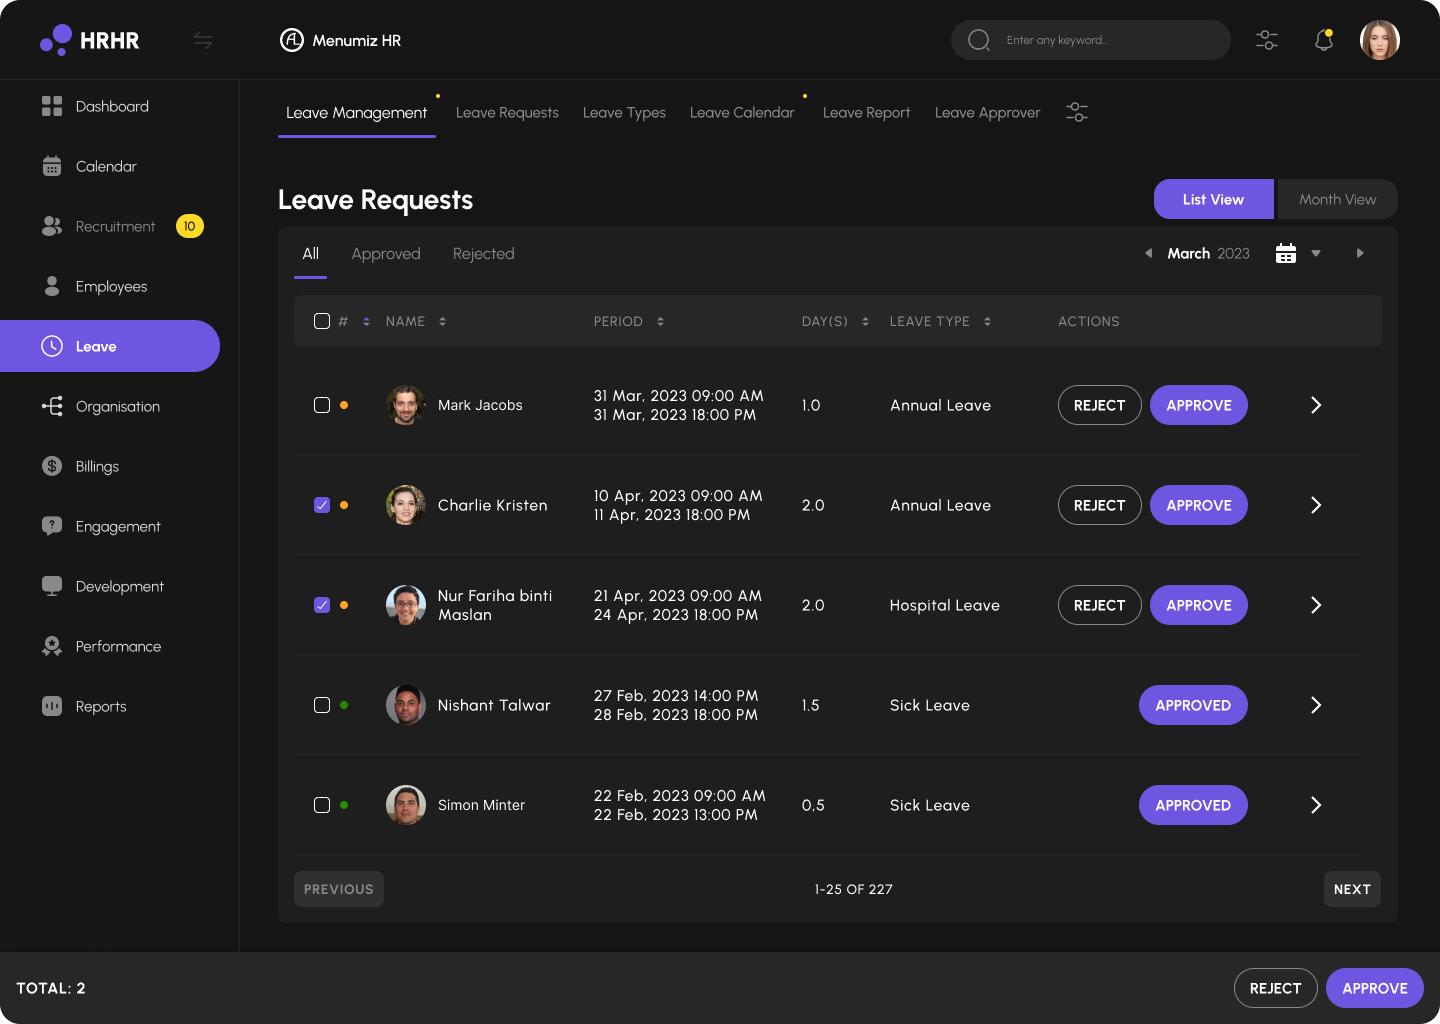 HRHR
Menumiz HR
Enter any keyword...
Dashboard
Calendar
Recruitment
10
Employees
Leave
Organisation
Billings
Engagement
Development
Performance
Reports
Leave Management
Leave Requests
Leave Types
Leave Calendar
Leave Report
Leave Approver
Leave Requests
List View
Month View
All
Approved
Rejected
March 2023
# NAME PERIOD DAY(S) LEAVE TYPE ACTIONS
Mark Jacobs
31 Mar, 2023 09:00 AM
31 Mar, 2023 18:00 PM
1.0
Annual Leave
REJECT
APPROVE
Charlie Kristen
10 Apr, 2023 09:00 AM
11 Apr, 2023 18:00 PM
2.0
Annual Leave
REJECT
APPROVE
Nur Fariha binti
Maslan
21 Apr, 2023 09:00 AM
24 Apr, 2023 18:00 PM
2.0
Hospital Leave
REJECT
APPROVE
Nishant Talwar
27 Feb, 2023 14:00 PM
28 Feb, 2023 18:00 PM
1.5
Sick Leave
APPROVED
Simon Minter
22 Feb, 2023 09:00 AM
22 Feb, 2023 13:00 PM
0,5
Sick Leave
APPROVED
PREVIOUS
1-25 OF 227
NEXT
TOTAL: 2
REJECT
APPROVE